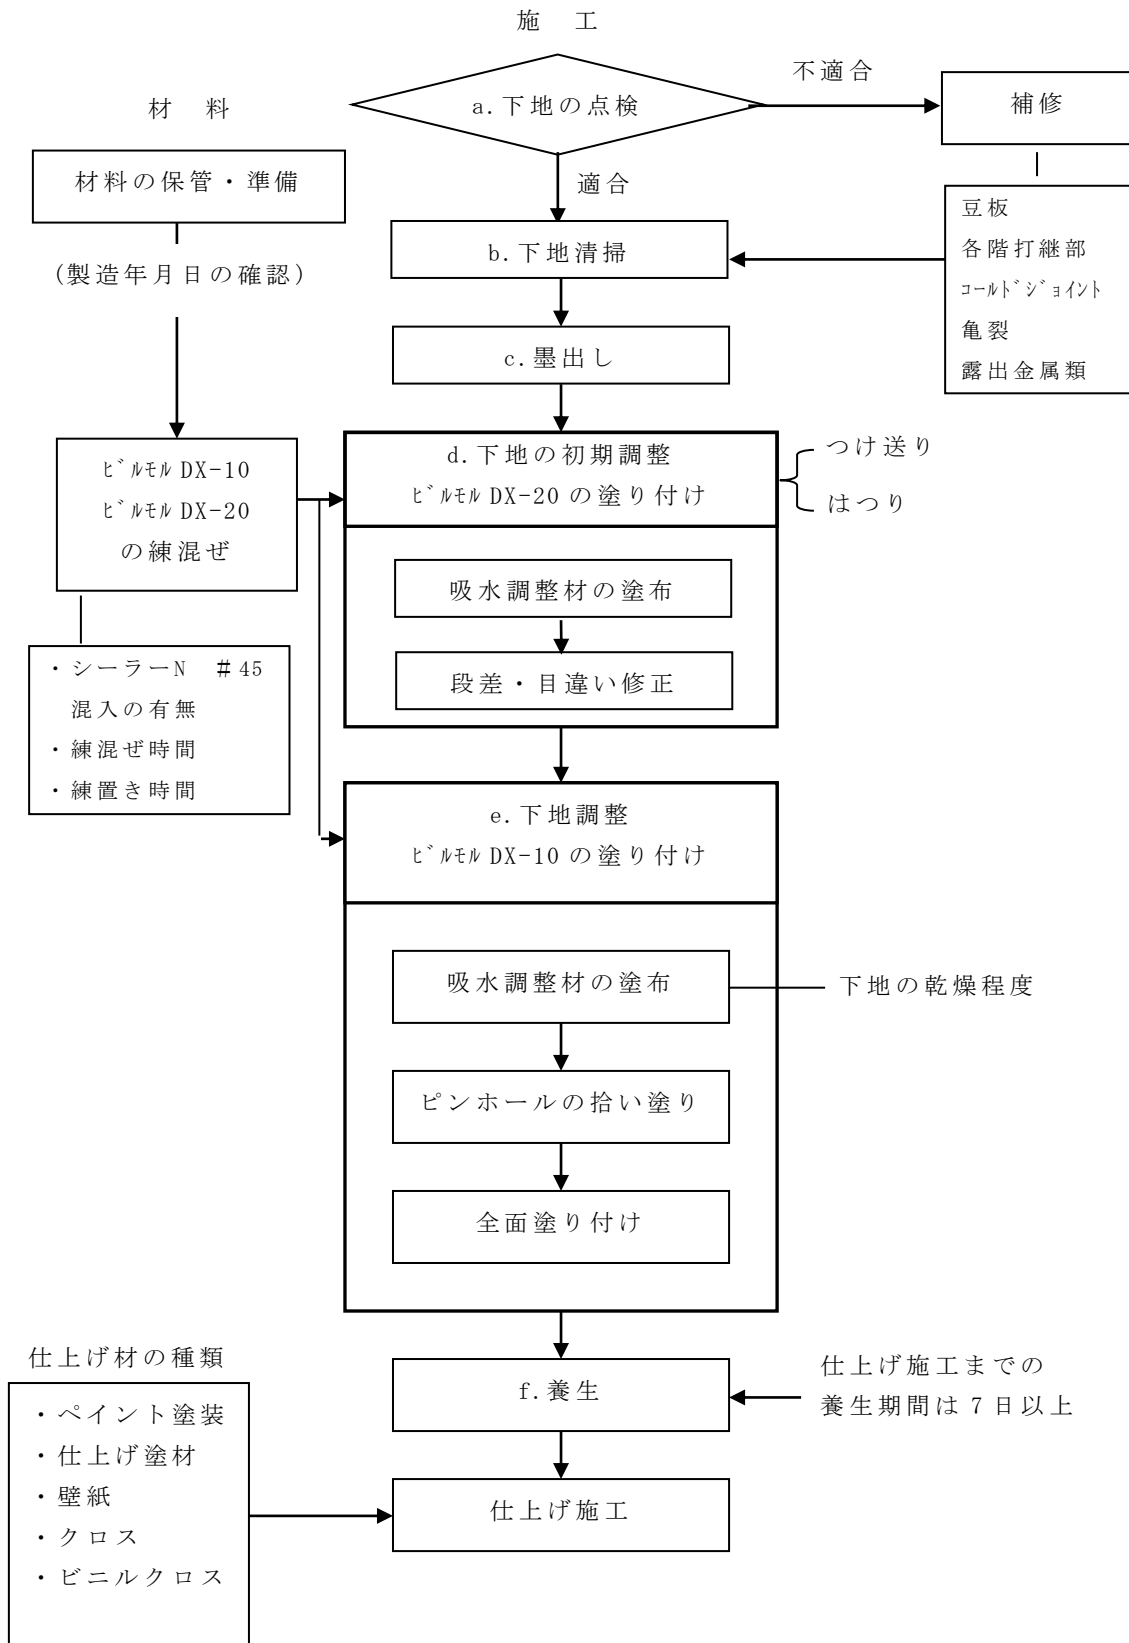 施　工
a.下地の点検
不適合
補修
適合
豆板
各階打継部
ｺｰﾙﾄﾞｼﾞｮｲﾝﾄ
亀裂
露出金属類
材　料
材料の保管・準備
(製造年月日の確認)
b.下地清掃
c.墨出し
ﾋﾞﾙﾓﾙ DX-10
ﾋﾞﾙﾓﾙ DX-20
の練混ぜ
・シーラーN　＃45
混入の有無
・練混ぜ時間
・練置き時間
d.下地の初期調整
ﾋﾞﾙﾓﾙ DX-20 の塗り付け
つけ送り
はつり
吸水調整材の塗布
段差・目違い修正
e.下地調整
ﾋﾞﾙﾓﾙ DX-10 の塗り付け
吸水調整材の塗布
下地の乾燥程度
ピンホールの拾い塗り
全面塗り付け
f.養生
仕上げ施工までの
養生期間は７日以上
仕上げ材の種類
・ペイント塗装
・仕上げ塗材
・壁紙
・クロス
・ビニルクロス
仕上げ施工